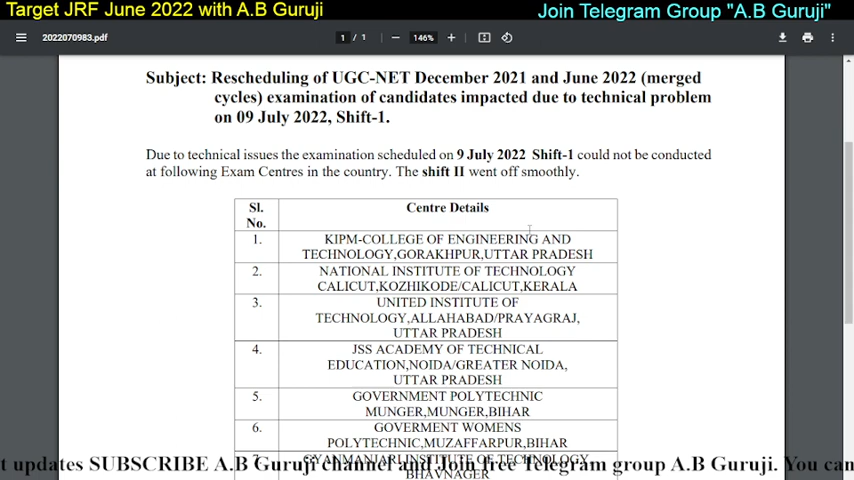 Target JRF June 2022 with A.B Guruji
Join Telegram Group "A.B Guruji"
2022070983.pdf
1 / 1
146%
Subject: Rescheduling of UGC-NET December 2021 and June 2022 (merged
cycles) examination of candidates impacted due to technical problem
on 09 July 2022, Shift-1.
Due to technical issues the examination scheduled on 9 July 2022 Shift-1 could not be conducted
at following Exam Centres in the country. The shift II went off smoothly.
Sl.
No.
Centre Details
1.
KIPM-COLLEGE OF ENGINEERING AND
TECHNOLOGY,GORAKHPUR,UTTAR PRADESH
2.
NATIONAL INSTITUTE OF TECHNOLOGY
CALICUT,KOZHIKODE/CALICUT,KERALA
3.
UNITED INSTITUTE OF
TECHNOLOGY,ALLAHABAD/PRAYAGRAJ,
UTTAR PRADESH
4.
JSS ACADEMY OF TECHNICAL
EDUCATION,NOIDA/GREATER NOIDA,
UTTAR PRADESH
5.
GOVERNMENT POLYTECHNIC
MUNGER,MUNGER,BIHAR
6.
GOVERMENT WOMENS
POLYTECHNIC,MUZAFFARPUR,BIHAR
7.
GYANMANJARI INSTITUTE OF TECHNOLOGY
BHAVNAGER
t updates SUBSCRIBE A.B Guruji channel and Join free Telegram group A.B Guruji. You can